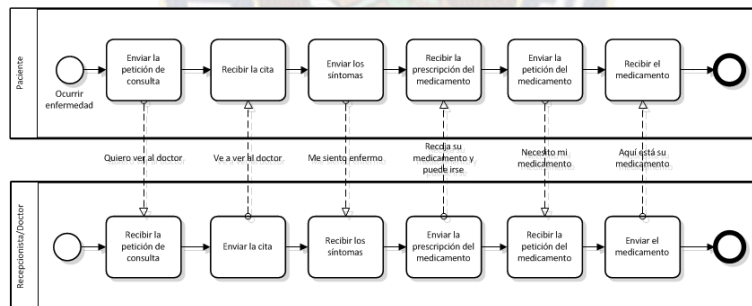 Paciente
Enviar la
petición de
consulta
Recibir la cita
Enviar los
síntomas
Recibir la
prescripción del
medicamento
Enviar la
petición del
medicamento
Recibir el
medicamento
Ocurrir
enfermedad
Quiero ver al doctor
Ve a ver al doctor
Me siento enfermo
Recoja su
medicamento y
puede irse
Necesito mi
medicamento
Aquí está su
medicamento
Recepcionista/Doctor
Recibir la
petición de
consulta
Enviar la cita
Recibir los
síntomas
Enviar la
prescripción del
medicamento
Recibir la
petición del
medicamento
Enviar el
medicamento